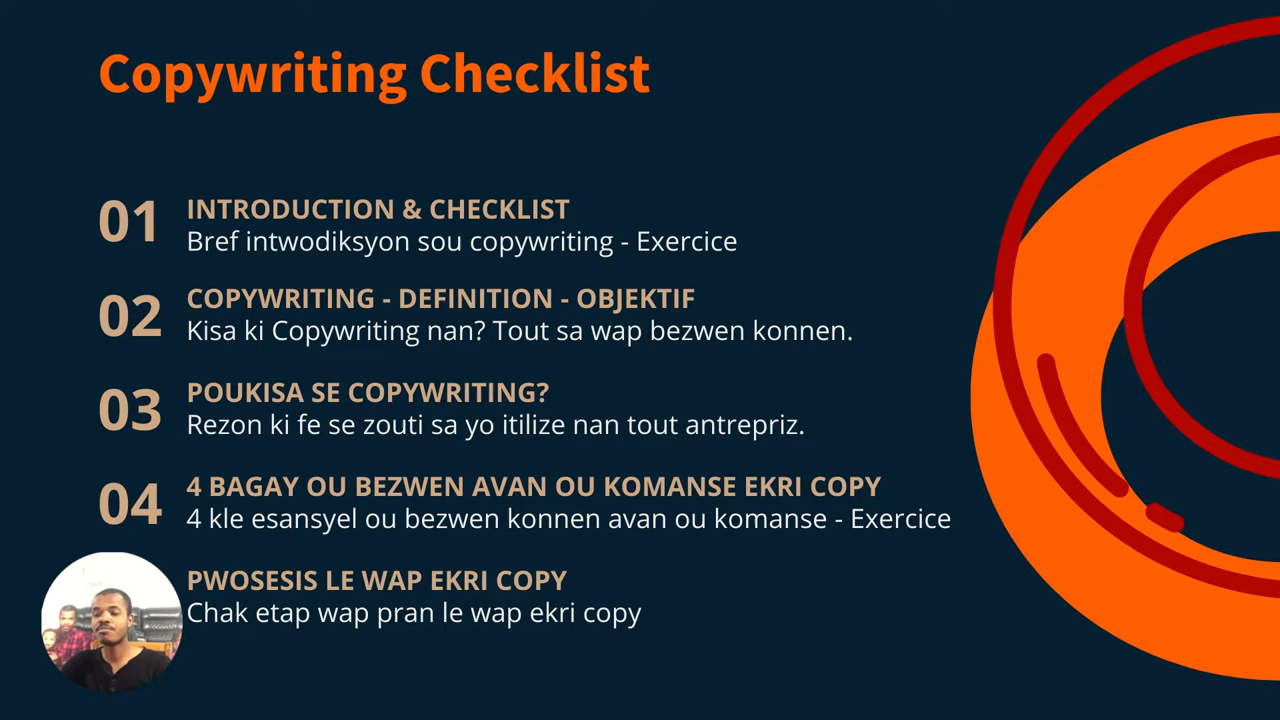 Copywriting Checklist
01
INTRODUCTION & CHECKLIST
Bref intwodiksyon sou copywriting - Exercice
02
COPYWRITING - DEFINITION - OBJEKTIF
Kisa ki Copywriting nan? Tout sa wap bezwen konnen.
03
POUKISA SE COPYWRITING?
Rezon ki fe se zouti sa yo itilize nan tout antrepriz.
04
4 BAGAY OU BEZWEN AVAN OU KOMANSE EKRI COPY
4 kle esansyel ou bezwen konnen avan ou komanse - Exercice
PWOSESIS LE WAP EKRI COPY
Chak etap wap pran le wap ekri copy